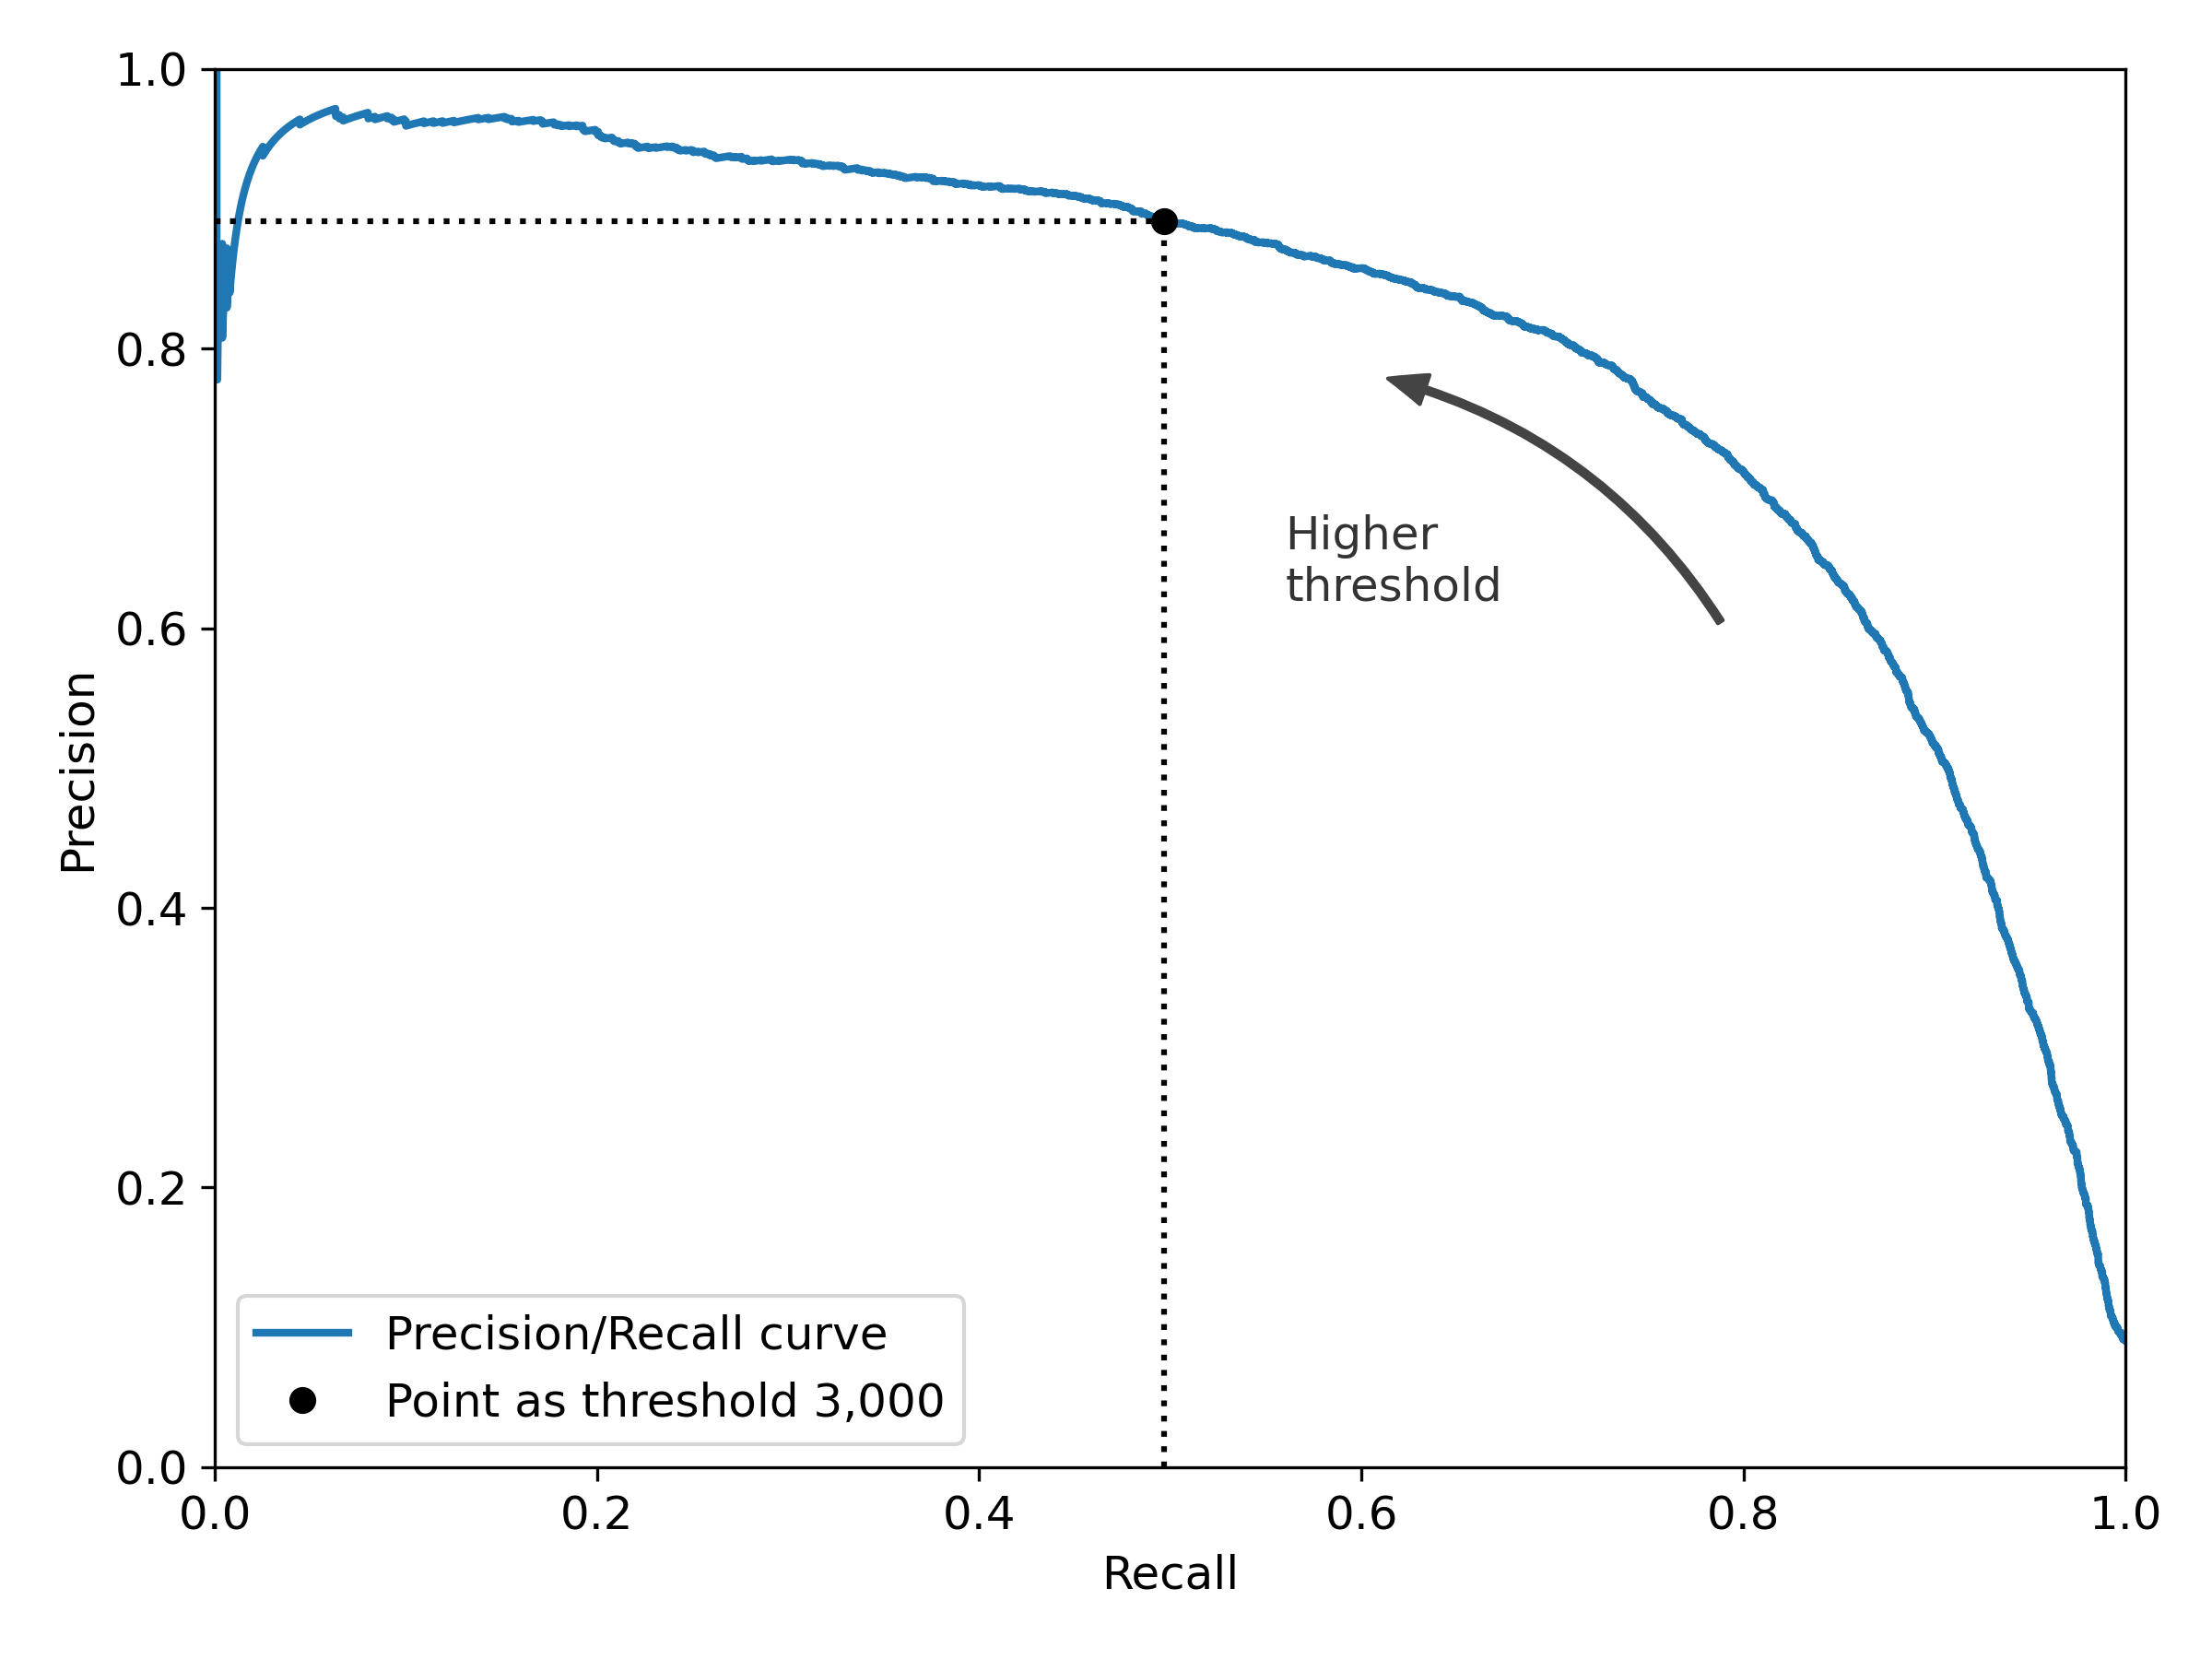 1.0
0.8
0.6
0.4
0.2
0.0
Precision
Higher
threshold
Precision/Recall curve
Point as threshold 3,000
0.0 0.2 0.4 0.6 0.8 1.0
Recall